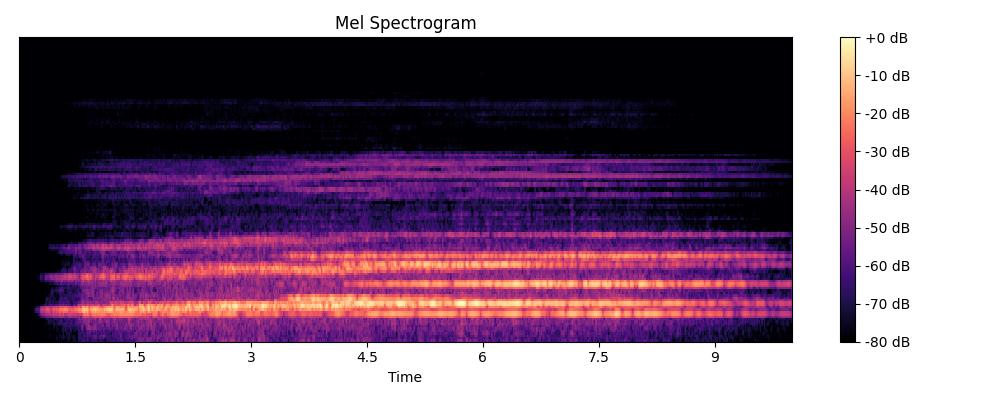 Mel Spectrogram
+0 dB
-10 dB
-20 dB
-30 dB
-40 dB
-50 dB
-60 dB
-70 dB
-80 dB
0 1.5 3 4.5 6 7.5 9
Time